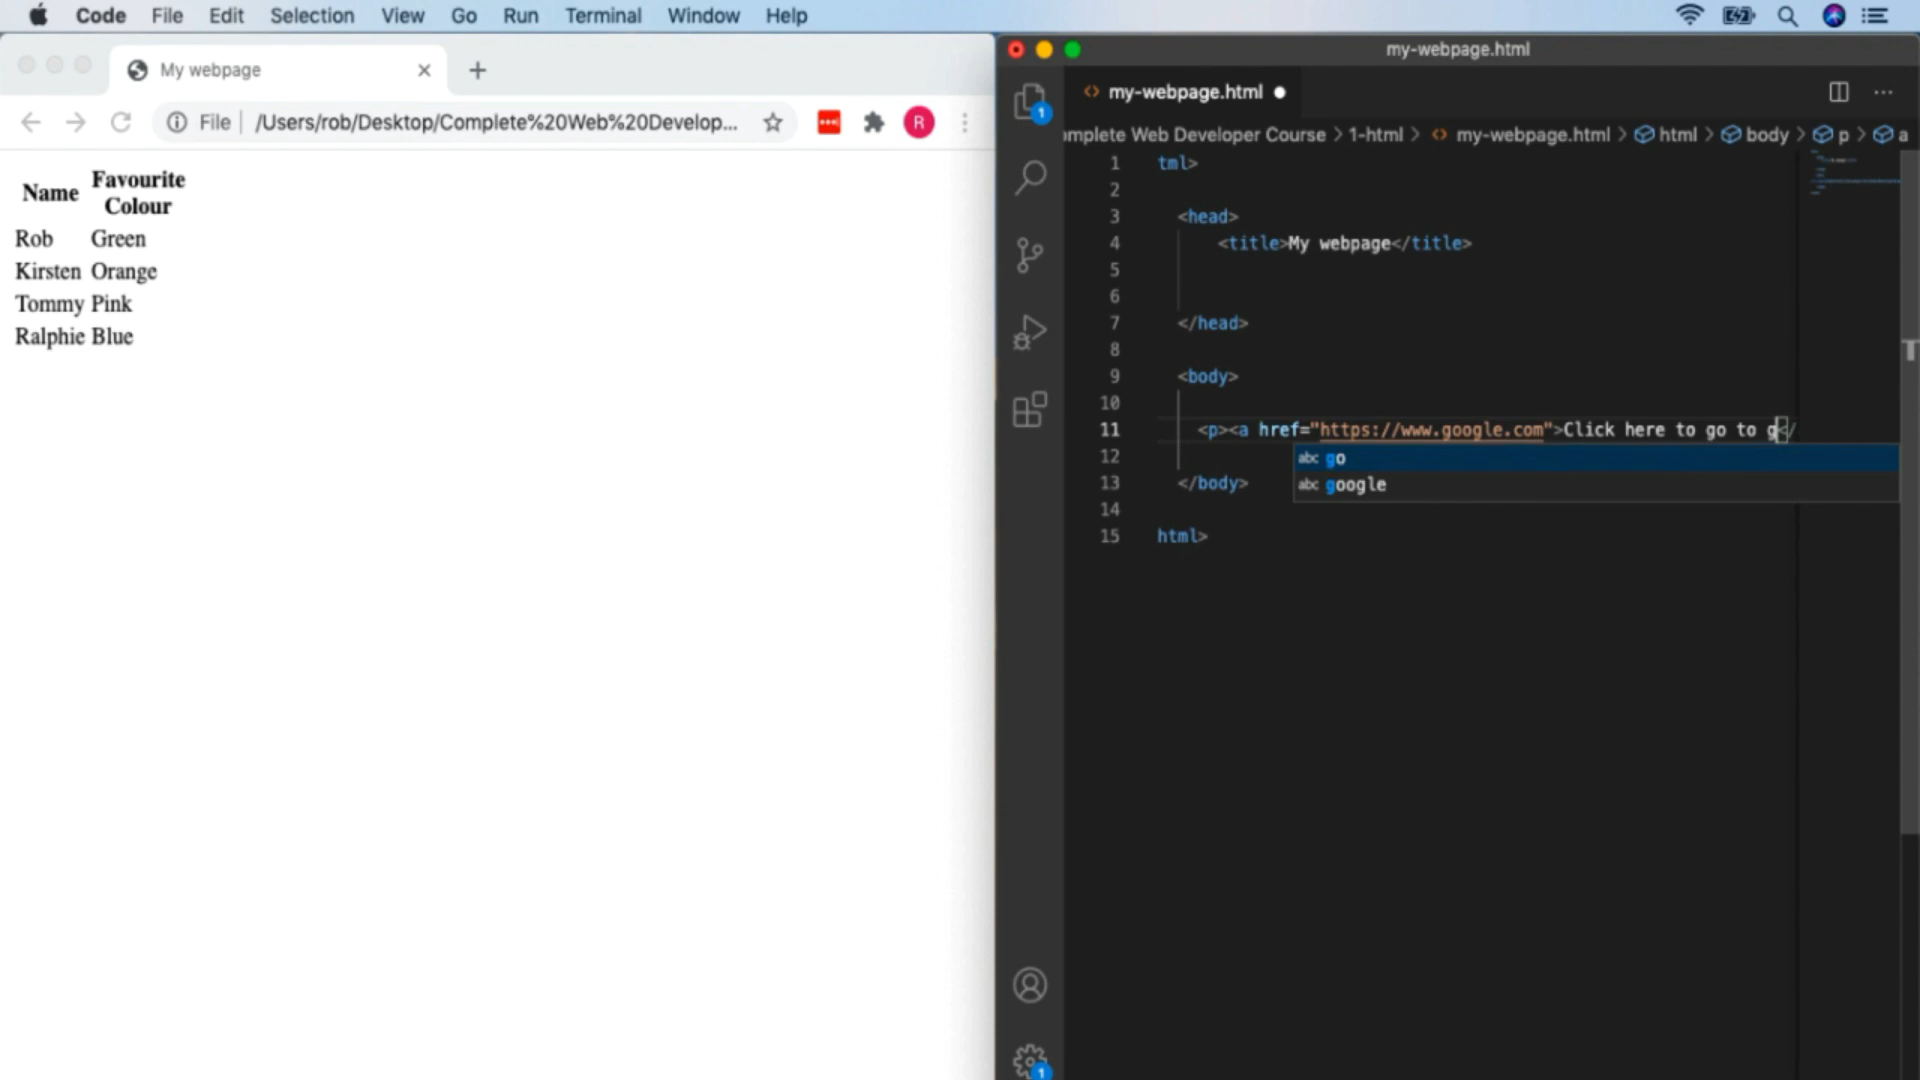 Code File Edit Selection View Go Run Terminal Window Help
My webpage
File /Users/rob/Desktop/Complete%20Web%20Develop... R
Name Favourite Colour
Rob Green
Kirsten Orange
Tommy Pink
Ralphie Blue
my-webpage.html
my-webpage.html
1
omplete Web Developer Course > 1-html > my-webpage.html > html > body > p > a
1 tml>
2
3 <head>
4 <title>My webpage</title>
5
6
7 </head>
8
9 <body>
10
11 <p><a href="https://www.google.com">Click here to go to g</
abc go
abc google
12
13 </body>
14
15 html>
1